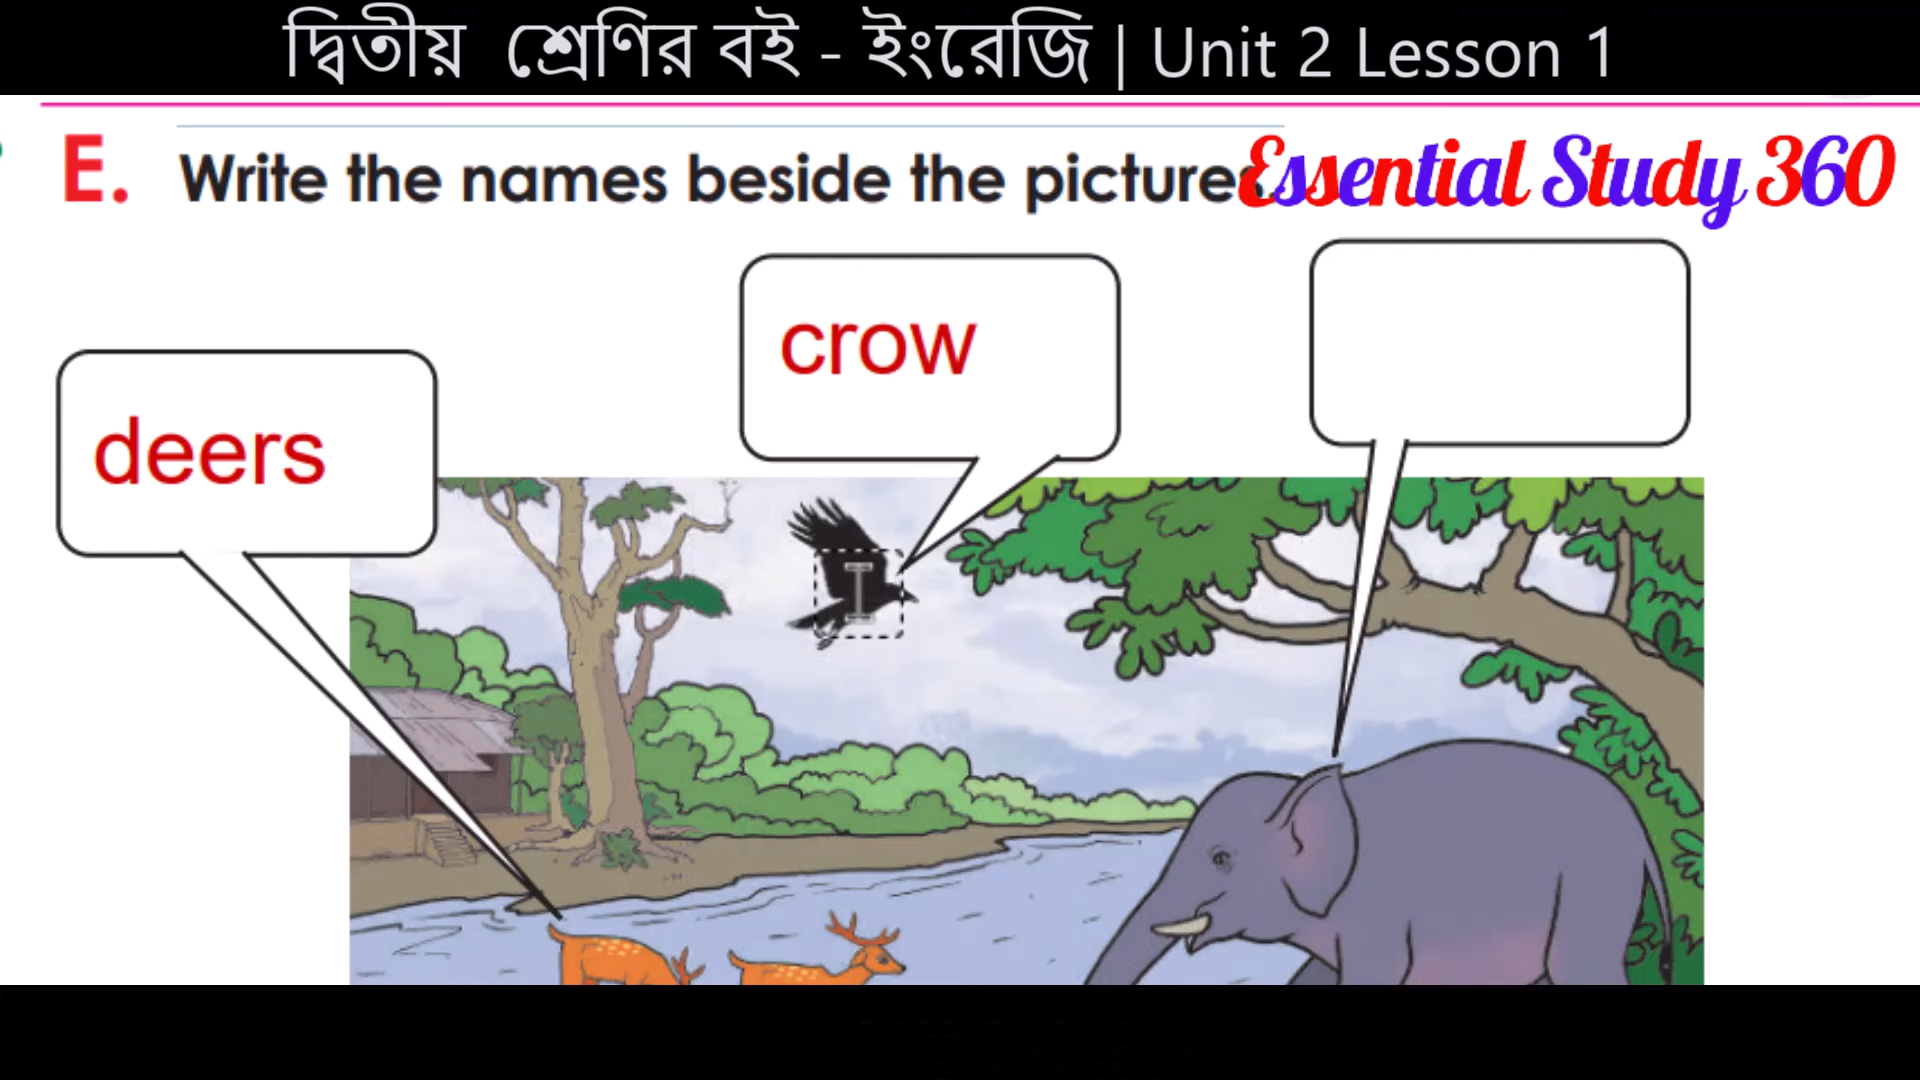 দ্বিতীয় শ্রেণির বই - ইংরেজি | Unit 2 Lesson 1
E. Write the names beside the pictures.
Essential Study 360
crow
deers